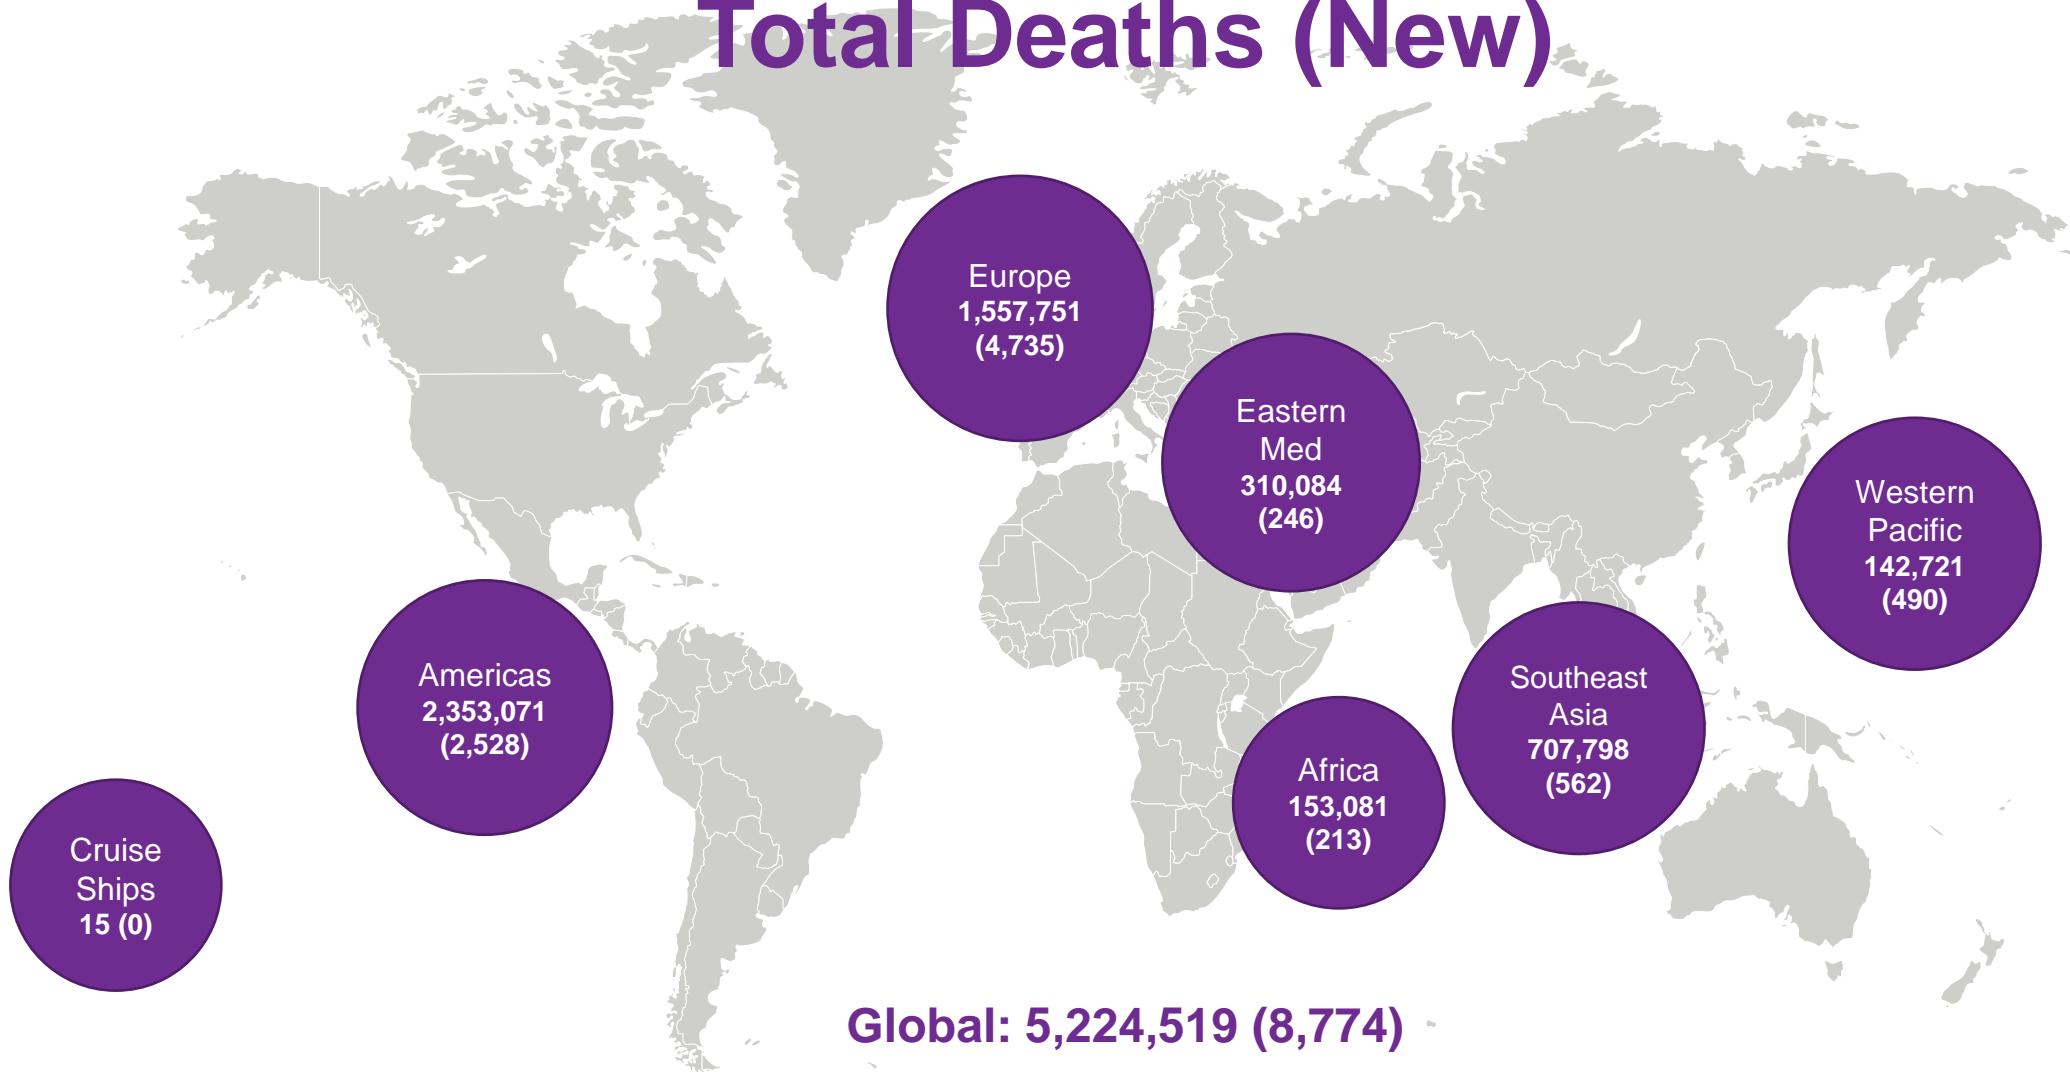 Total Deaths (New)
Europe
1,557,751
(4,735)
Eastern
Med
310,084
(246)
Western
Pacific
142,721
(490)
Americas
2,353,071
(2,528)
Southeast
Asia
707,798
(562)
Africa
153,081
(213)
Cruise
Ships
15 (0)
Global: 5,224,519 (8,774)